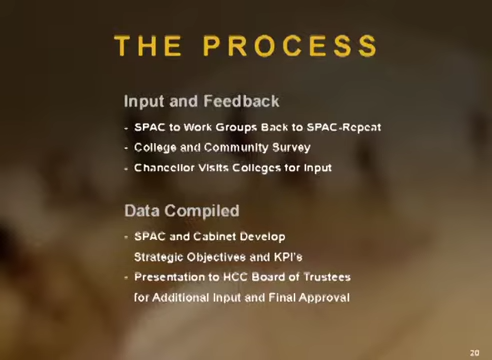 THE PROCESS
Input and Feedback
- SPAC to Work Groups Back to SPAC-Repeat
- College and Community Survey
- Chancellor Visits Colleges for Input
Data Compiled
- SPAC and Cabinet Develop
Strategic Objectives and KPI's
- Presentation to HCC Board of Trustees
for Additional Input and Final Approval
20